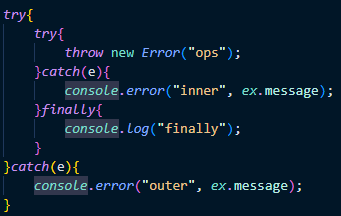 try{
    try{
        throw new Error("ops");
    }catch(e){
        console.error("inner", ex.message);
    }finally{
        console.log("finally");
    }
}catch(e){
    console.error("outer", ex.message);
}